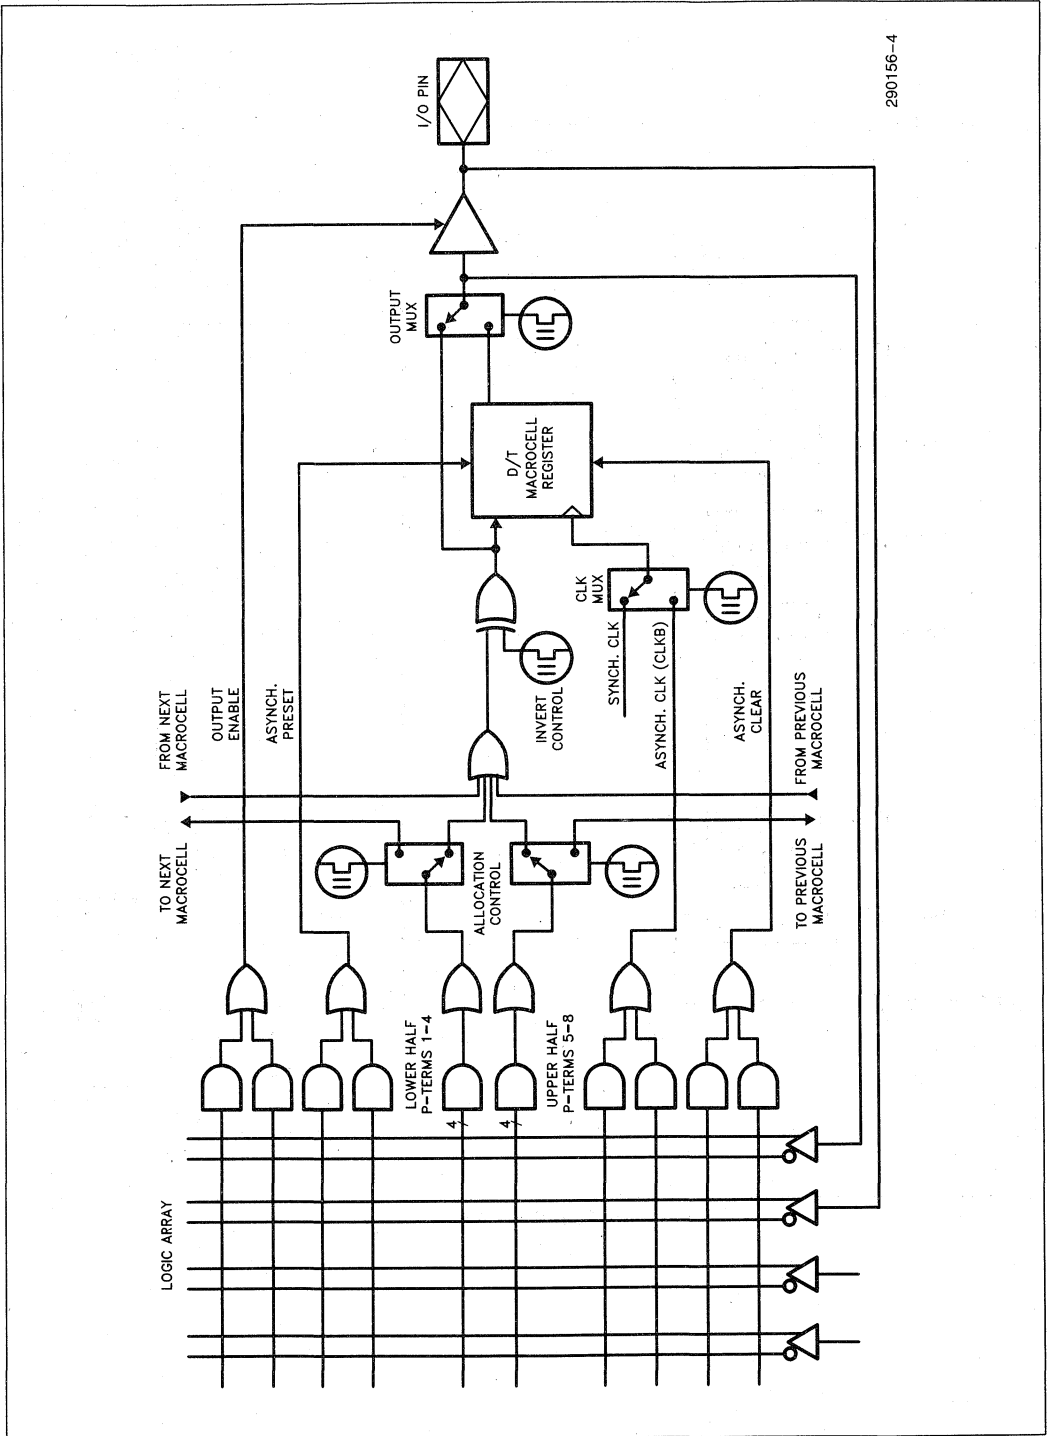 290156-4
I/O PIN
OUTPUT
MUX
D/T
MACROCELL
REGISTER
CLK
MUX
SYNCH. CLK
ASYNCH. CLK (CLKB)
INVERT
CONTROL
FROM NEXT
MACROCELL
OUTPUT
ENABLE
ASYNCH.
PRESET
ASYNCH.
CLEAR
FROM PREVIOUS
MACROCELL
TO NEXT
MACROCELL
ALLOCATION
CONTROL
TO PREVIOUS
MACROCELL
LOWER HALF
P-TERMS 1-4
UPPER HALF
P-TERMS 5-8
4
4
LOGIC ARRAY